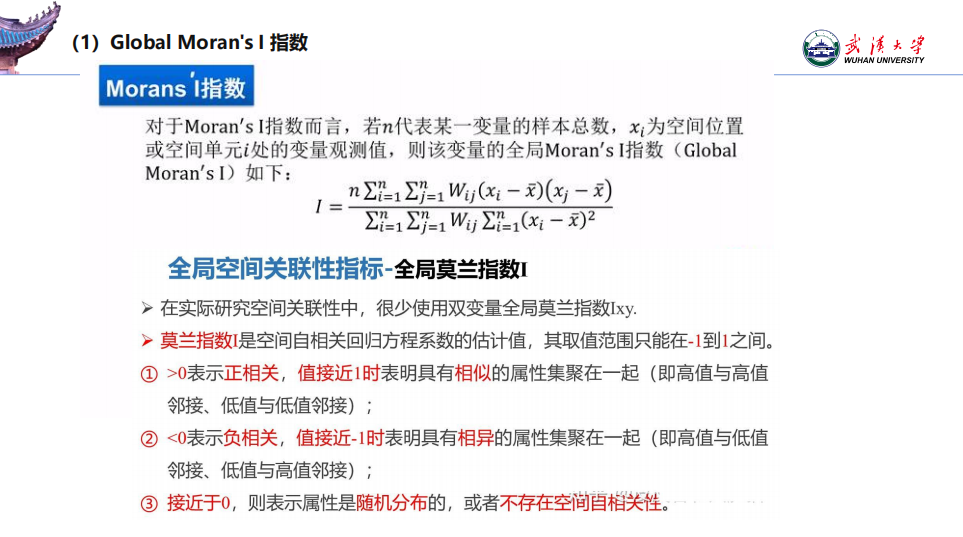 (1) Global Moran's I 指数
武汉大学
WUHAN UNIVERSITY
Morans'I指数
对于Moran′s I指数而言，若n代表某一变量的样本总数，xᵢ为空间位置
或空间单元i处的变量观测值，则该变量的全局Moran′s I指数（Global
Moran′s I）如下：
I = \frac{n\sum_{i=1}^{n}\sum_{j=1}^{n}W_{ij}(x_i-\bar{x})(x_j-\bar{x})}{\sum_{i=1}^{n}\sum_{j=1}^{n}W_{ij}\sum_{i=1}^{n}(x_i-\bar{x})^2}
全局空间关联性指标-全局莫兰指数I
➢ 在实际研究空间关联性中，很少使用双变量全局莫兰指数Ixy.
➢ 莫兰指数I是空间自相关回归方程系数的估计值，其取值范围只能在-1到1之间。
① >0表示正相关，值接近1时表明具有相似的属性集聚在一起（即高值与高值
邻接、低值与低值邻接）；
② <0表示负相关，值接近-1时表明具有相异的属性集聚在一起（即高值与低值
邻接、低值与高值邻接）；
③ 接近于0，则表示属性是随机分布的，或者不存在空间自相关性。